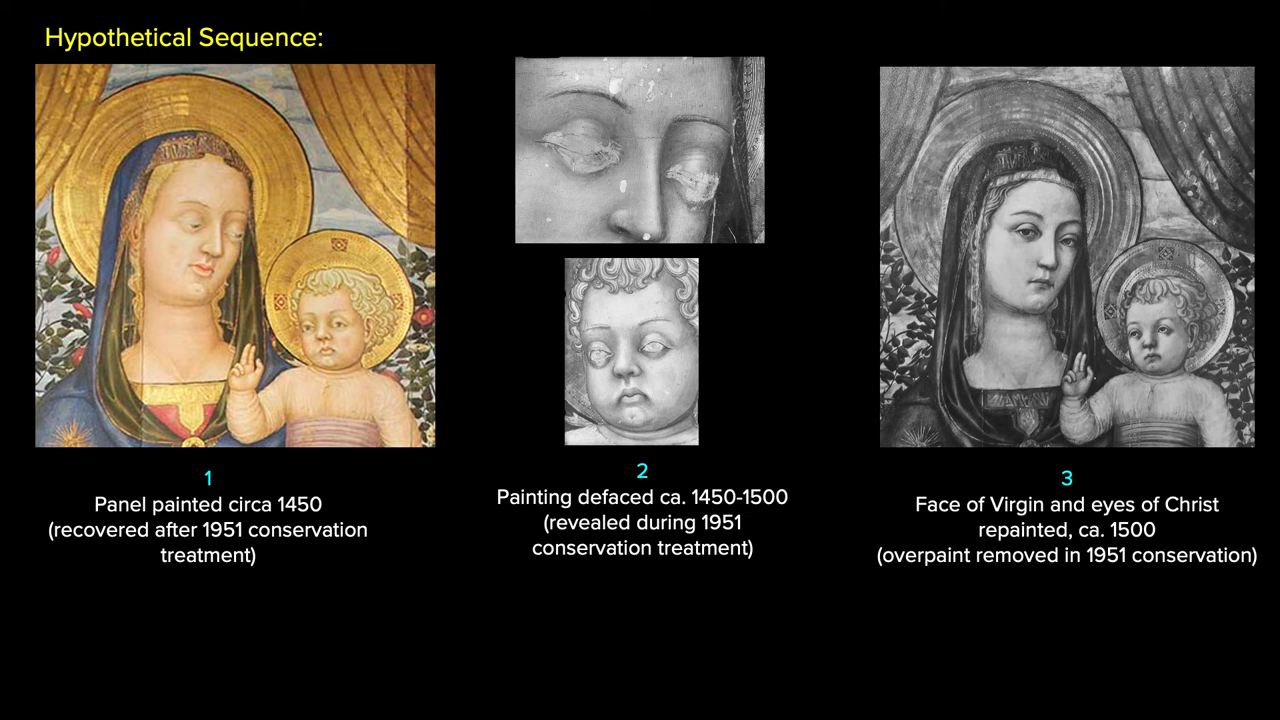 Hypothetical Sequence:
1
Panel painted circa 1450
(recovered after 1951 conservation
treatment)
2
Painting defaced ca. 1450-1500
(revealed during 1951
conservation treatment)
3
Face of Virgin and eyes of Christ
repainted, ca. 1500
(overpaint removed in 1951 conservation)